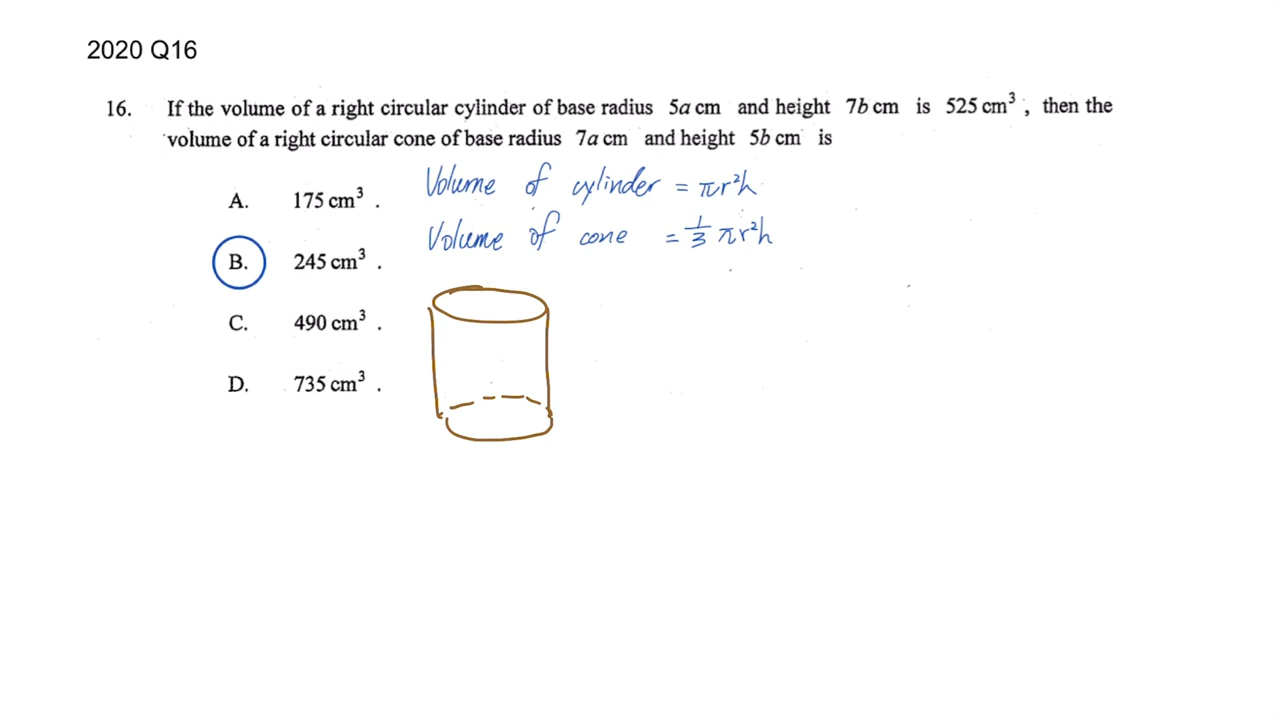 2020 Q16
16. If the volume of a right circular cylinder of base radius 5a cm and height 7b cm is 525 cm³ , then the
volume of a right circular cone of base radius 7a cm and height 5b cm is
A. 175 cm³ .
B. 245 cm³ .
C. 490 cm³ .
D. 735 cm³ .
Volume of cylinder = πr²h
Volume of cone = 1/3 πr²h